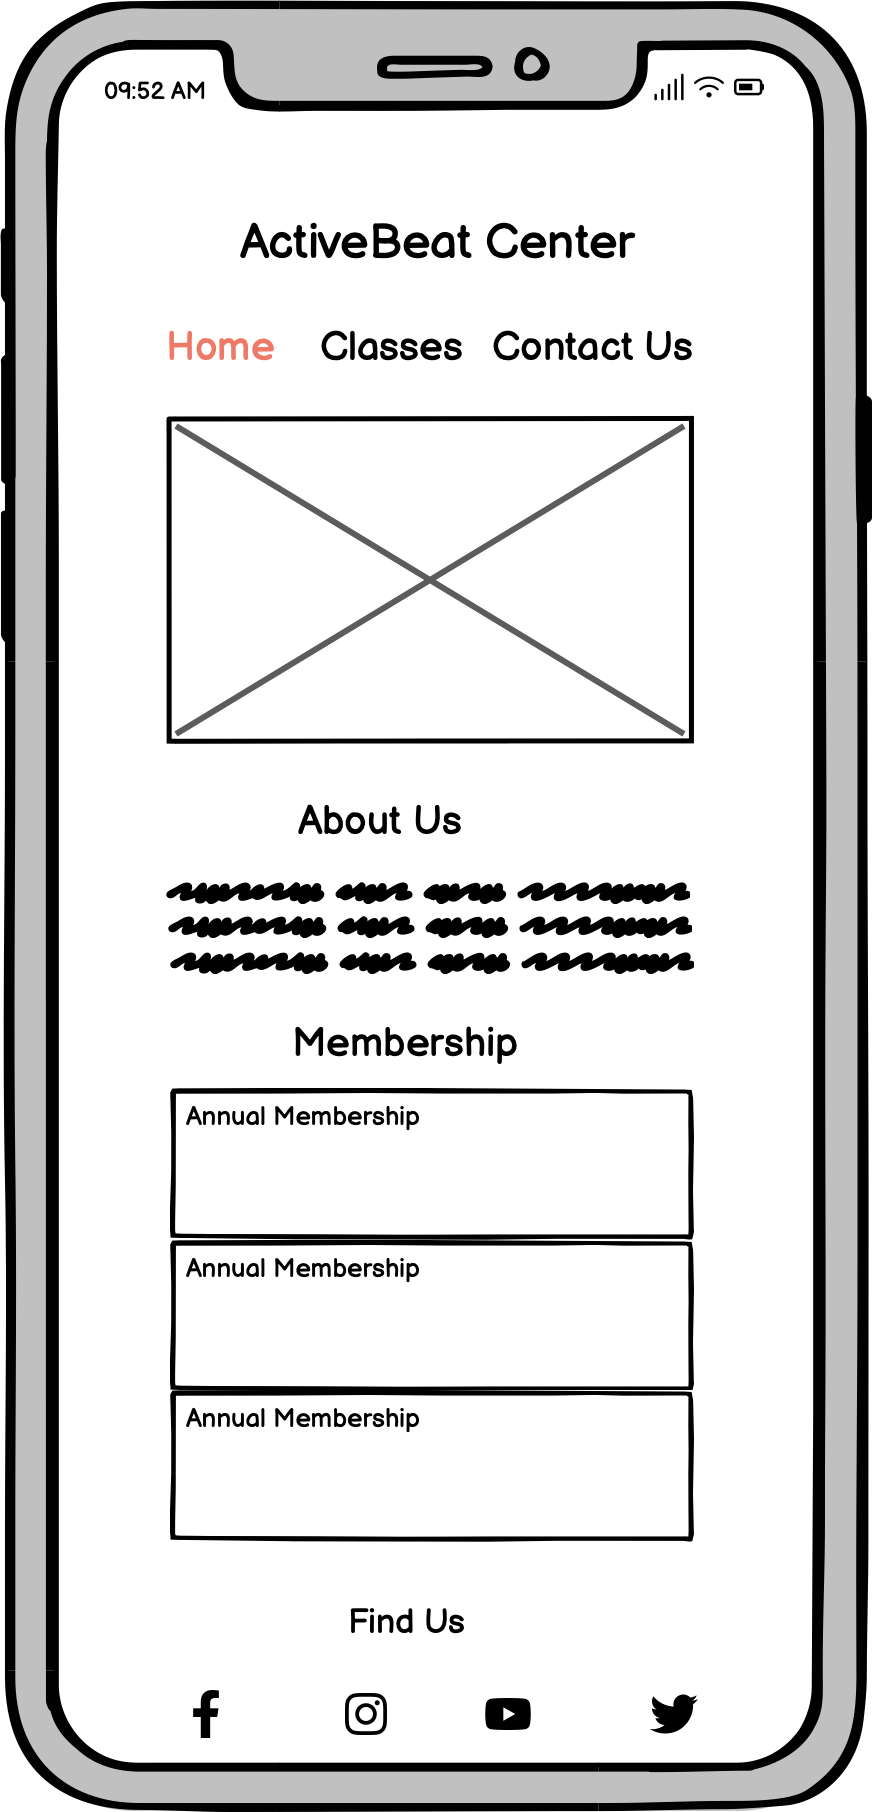 09:52 AM
ActiveBeat Center
Home Classes Contact Us
About Us
Membership
Annual Membership
Annual Membership
Annual Membership
Find Us